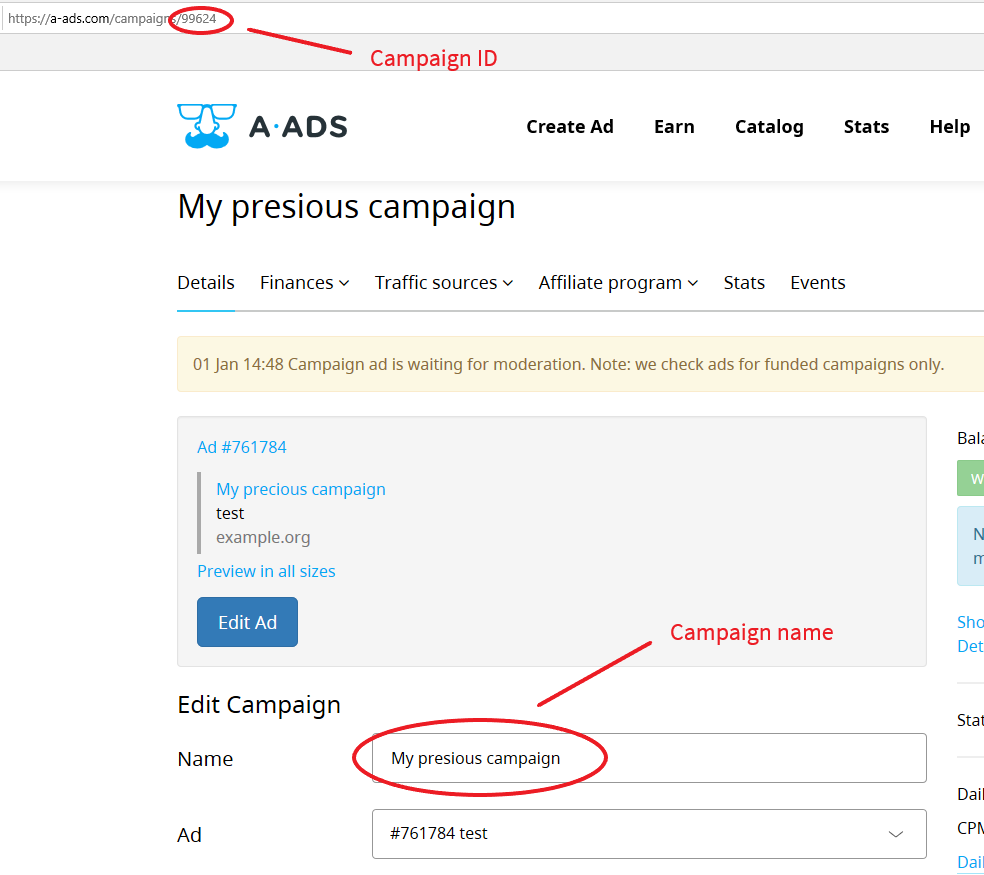 https://a-ads.com/campaigns/99624
Campaign ID
A·ADS
Create Ad Earn Catalog Stats Help
My presious campaign
Details Finances Traffic sources Affiliate program Stats Events
01 Jan 14:48 Campaign ad is waiting for moderation. Note: we check ads for funded campaigns only.
Ad #761784
My precious campaign
test
example.org
Preview in all sizes
Edit Ad
Bala
W
N
m
Sho
Det
Campaign name
Edit Campaign
Stat
Name My presious campaign
Dail
Ad #761784 test
CPM
Dail